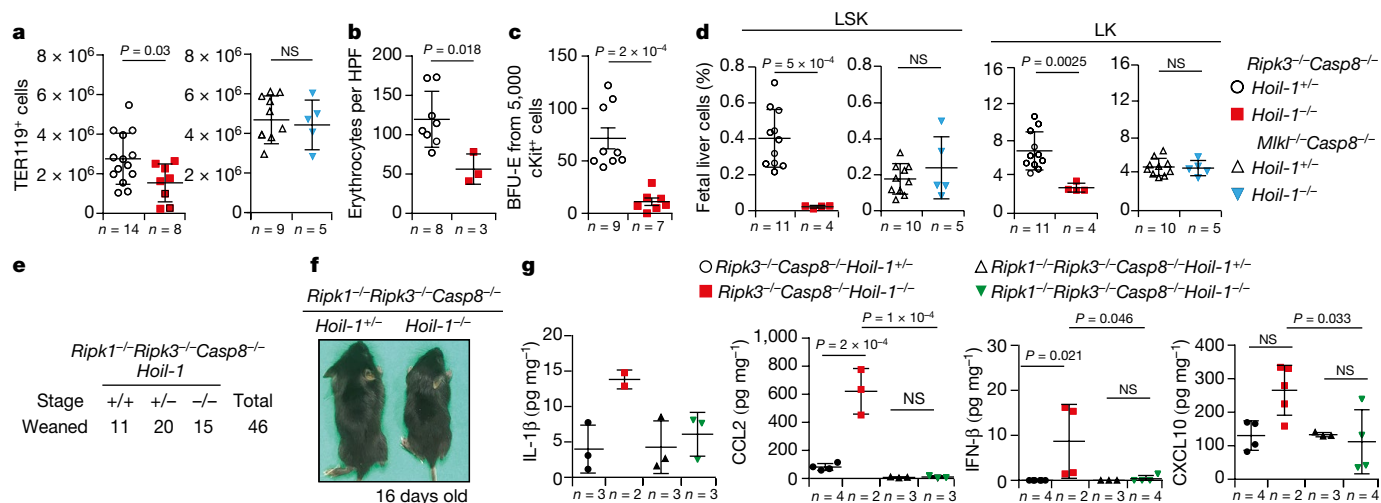 a
TER119⁺ cells
8 × 10⁶
6 × 10⁶
4 × 10⁶
2 × 10⁶
0
P = 0.03
n = 14 n = 8
8 × 10⁶
6 × 10⁶
4 × 10⁶
2 × 10⁶
0
NS
n = 9 n = 5
b
Erythrocytes per HPF
200
150
100
50
0
P = 0.018
n = 8 n = 3
c
BFU-E from 5,000
cKit⁺ cells
150
100
50
0
P = 2 × 10⁻⁴
n = 9 n = 7
d
LSK
Fetal liver cells (%)
0.8
0.6
0.4
0.2
0
P = 5 × 10⁻⁴
n = 11 n = 4
0.8
0.6
0.4
0.2
0
NS
n = 10 n = 5
LK
16
12
8
4
0
P = 0.0025
n = 11 n = 4
16
12
8
4
0
NS
n = 10 n = 5
Ripk3⁻/⁻Casp8⁻/⁻
Hoil-1⁺/⁻
Hoil-1⁻/⁻
Mlkl⁻/⁻Casp8⁻/⁻
Hoil-1⁺/⁻
Hoil-1⁻/⁻
e
Ripk1⁻/⁻Ripk3⁻/⁻Casp8⁻/⁻
Hoil-1
Stage +/+ +/– –/– Total
Weaned 11 20 15 46
f
Ripk1⁻/⁻Ripk3⁻/⁻Casp8⁻/⁻
Hoil-1⁺/⁻ Hoil-1⁻/⁻
16 days old
g
Ripk3⁻/⁻Casp8⁻/⁻Hoil-1⁺/⁻
Ripk3⁻/⁻Casp8⁻/⁻Hoil-1⁻/⁻
Ripk1⁻/⁻Ripk3⁻/⁻Casp8⁻/⁻Hoil-1⁺/⁻
Ripk1⁻/⁻Ripk3⁻/⁻Casp8⁻/⁻Hoil-1⁻/⁻
IL-1β (pg mg⁻¹)
20
15
10
5
0
n = 3 n = 2 n = 3 n = 3
CCL2 (pg mg⁻¹)
1,000
800
600
400
200
0
P = 1 × 10⁻⁴
P = 2 × 10⁻⁴
NS
n = 4 n = 2 n = 3 n = 3
IFN-β (pg mg⁻¹)
30
20
10
0
P = 0.046
P = 0.021
NS
n = 4 n = 2 n = 3 n = 4
CXCL10 (pg mg⁻¹)
400
300
200
100
0
P = 0.033
NS
NS
n = 4 n = 2 n = 3 n = 4